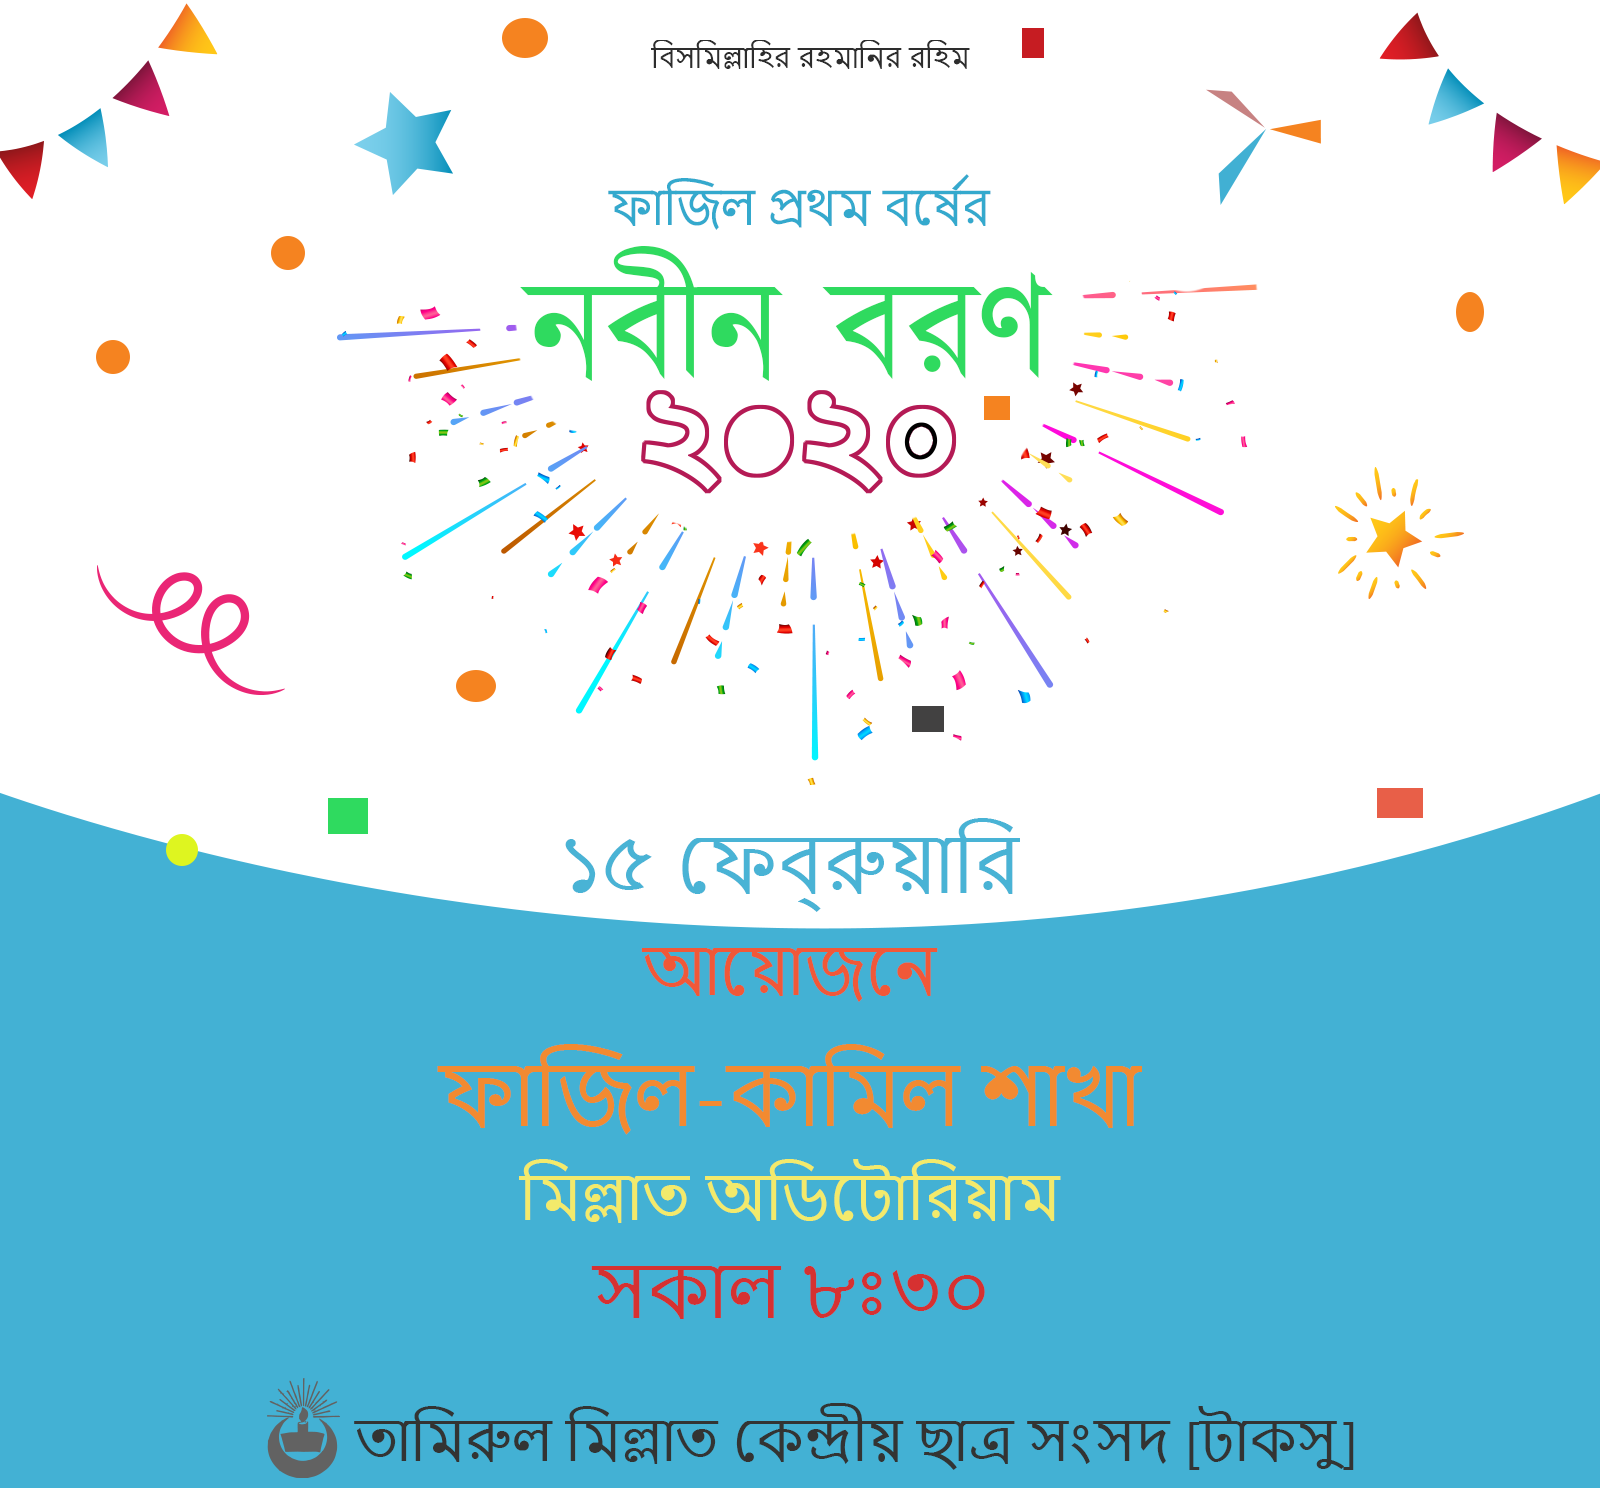 বিসমিল্লাহির রহমানির রহিম
ফাজিল প্রথম বর্ষের
নবীন বরণ
২০২০
১৫ ফেব্রুয়ারি
আয়োজনে
ফাজিল-কামিল শাখা
মিল্লাত অডিটোরিয়াম
সকাল ৮ঃ৩০
তামিরুল মিল্লাত কেন্দ্রীয় ছাত্র সংসদ [টাকসু]